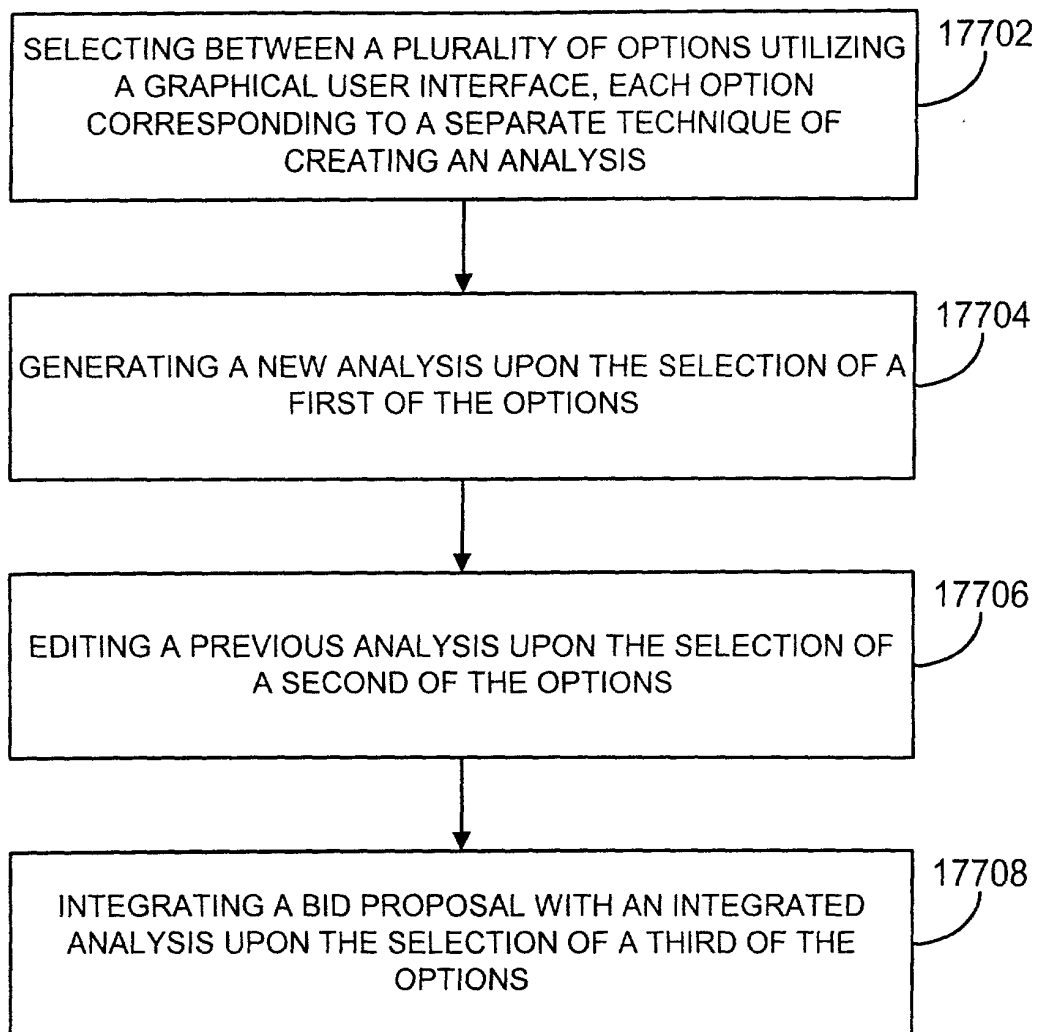 SELECTING BETWEEN A PLURALITY OF OPTIONS UTILIZING
A GRAPHICAL USER INTERFACE, EACH OPTION
CORRESPONDING TO A SEPARATE TECHNIQUE OF
CREATING AN ANALYSIS
17702
GENERATING A NEW ANALYSIS UPON THE SELECTION OF A
FIRST OF THE OPTIONS
17704
EDITING A PREVIOUS ANALYSIS UPON THE SELECTION OF
A SECOND OF THE OPTIONS
17706
INTEGRATING A BID PROPOSAL WITH AN INTEGRATED
ANALYSIS UPON THE SELECTION OF A THIRD OF THE
OPTIONS
17708